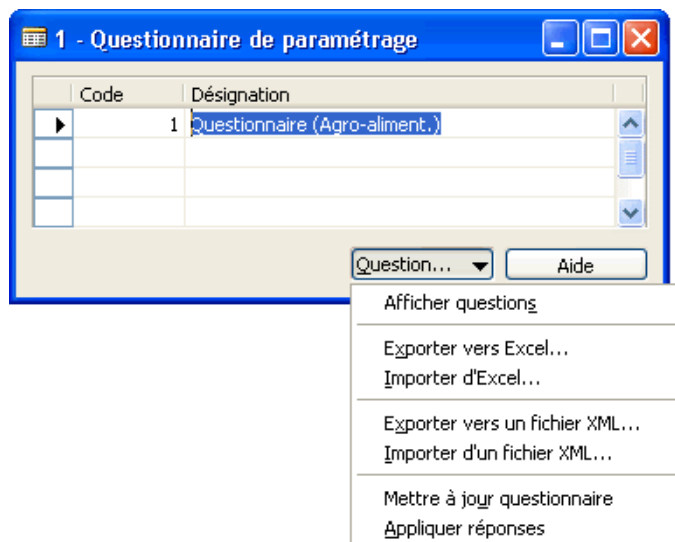 1 - Questionnaire de paramétrage
Code Désignation
1 Questionnaire (Agro-aliment.)
Question... Aide
Afficher questions
Exporter vers Excel...
Importer d'Excel...
Exporter vers un fichier XML...
Importer d'un fichier XML...
Mettre à jour questionnaire
Appliquer réponses